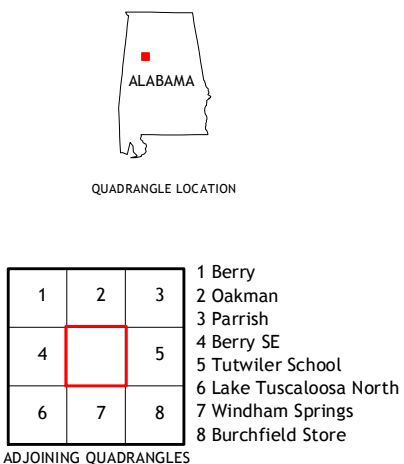 ALABAMA
QUADRANGLE LOCATION
1 2 3
4 5
6 7 8
1 Berry
2 Oakman
3 Parrish
4 Berry SE
5 Tutwiler School
6 Lake Tuscaloosa North
7 Windham Springs
8 Burchfield Store
ADJOINING QUADRANGLES